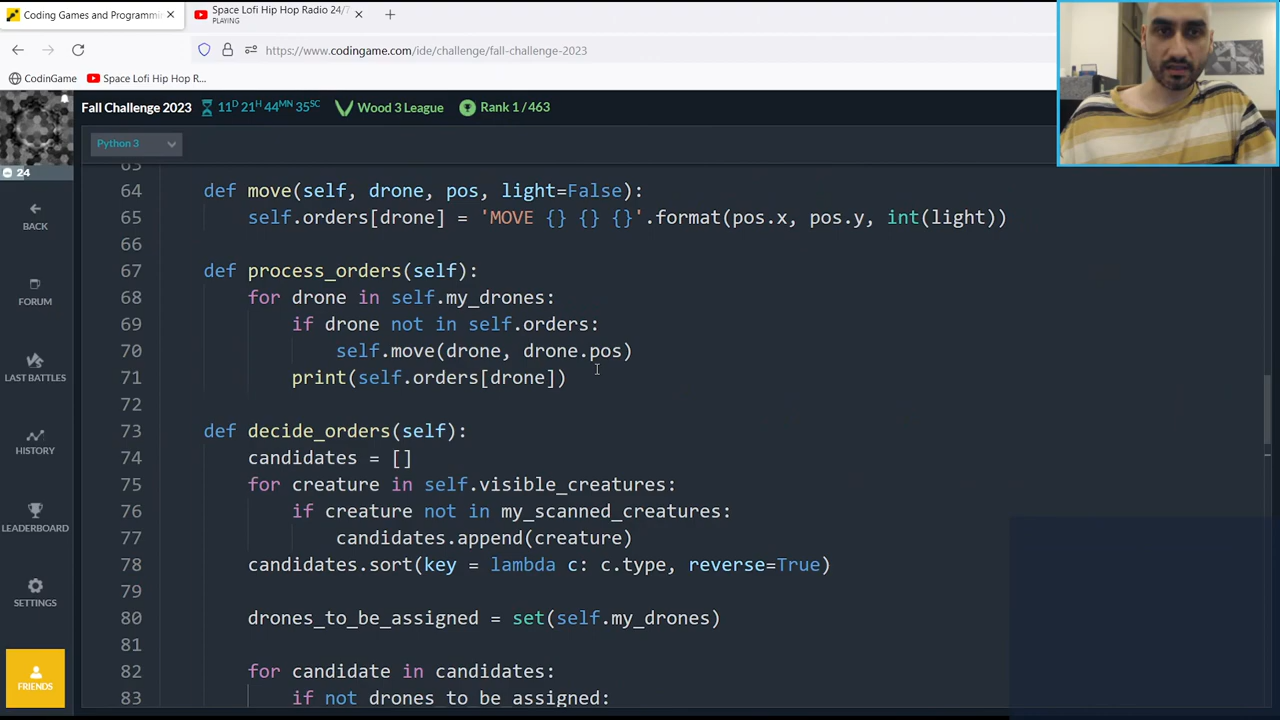 Coding Games and Programmi
Space Lofi Hip Hop Radio 24/7
PLAYING
https://www.codingame.com/ide/challenge/fall-challenge-2023
CodinGame
Space Lofi Hip Hop R...
Fall Challenge 2023
11D 21H 44MN 35SC
Wood 3 League
Rank 1 / 463
Python 3
24
BACK
FORUM
LAST BATTLES
HISTORY
LEADERBOARD
SETTINGS
FRIENDS
63
64 def move(self, drone, pos, light=False):
65 self.orders[drone] = 'MOVE {} {} {}'.format(pos.x, pos.y, int(light))
66
67 def process_orders(self):
68 for drone in self.my_drones:
69 if drone not in self.orders:
70 self.move(drone, drone.pos)
71 print(self.orders[drone])
72
73 def decide_orders(self):
74 candidates = []
75 for creature in self.visible_creatures:
76 if creature not in my_scanned_creatures:
77 candidates.append(creature)
78 candidates.sort(key = lambda c: c.type, reverse=True)
79
80 drones_to_be_assigned = set(self.my_drones)
81
82 for candidate in candidates:
83 if not drones_to_be_assigned: